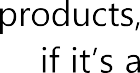 products,
if it's a